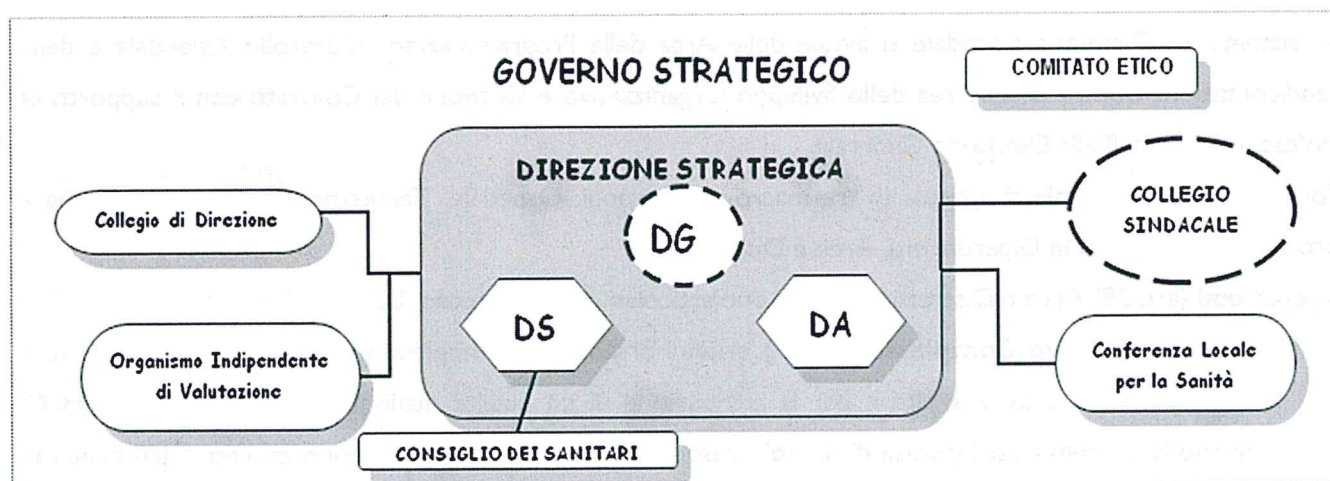 GOVERNO STRATEGICO
COMITATO ETICO
DIREZIONE STRATEGICA
Collegio di Direzione
DG
COLLEGIO
SINDACALE
DS
DA
Organismo Indipendente
di Valutazione
Conferenza Locale
per la Sanità
CONSIGLIO DEI SANITARI